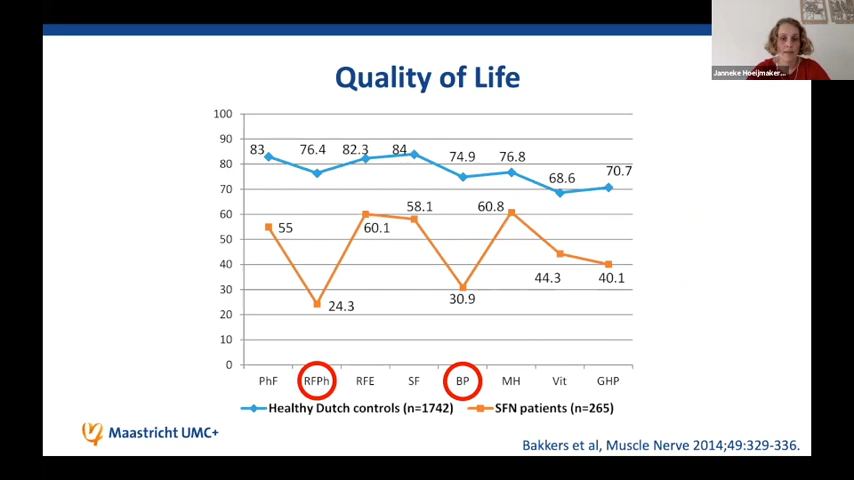 Janneke Hoeijmaker...
Quality of Life
100
90
80
70
60
50
40
30
20
10
0
83 76.4 82.3 84 74.9 76.8 68.6 70.7
55 24.3 60.1 58.1 30.9 60.8 44.3 40.1
PhF RFPh RFE SF BP MH Vit GHP
Healthy Dutch controls (n=1742) SFN patients (n=265)
Maastricht UMC+
Bakkers et al, Muscle Nerve 2014;49:329-336.